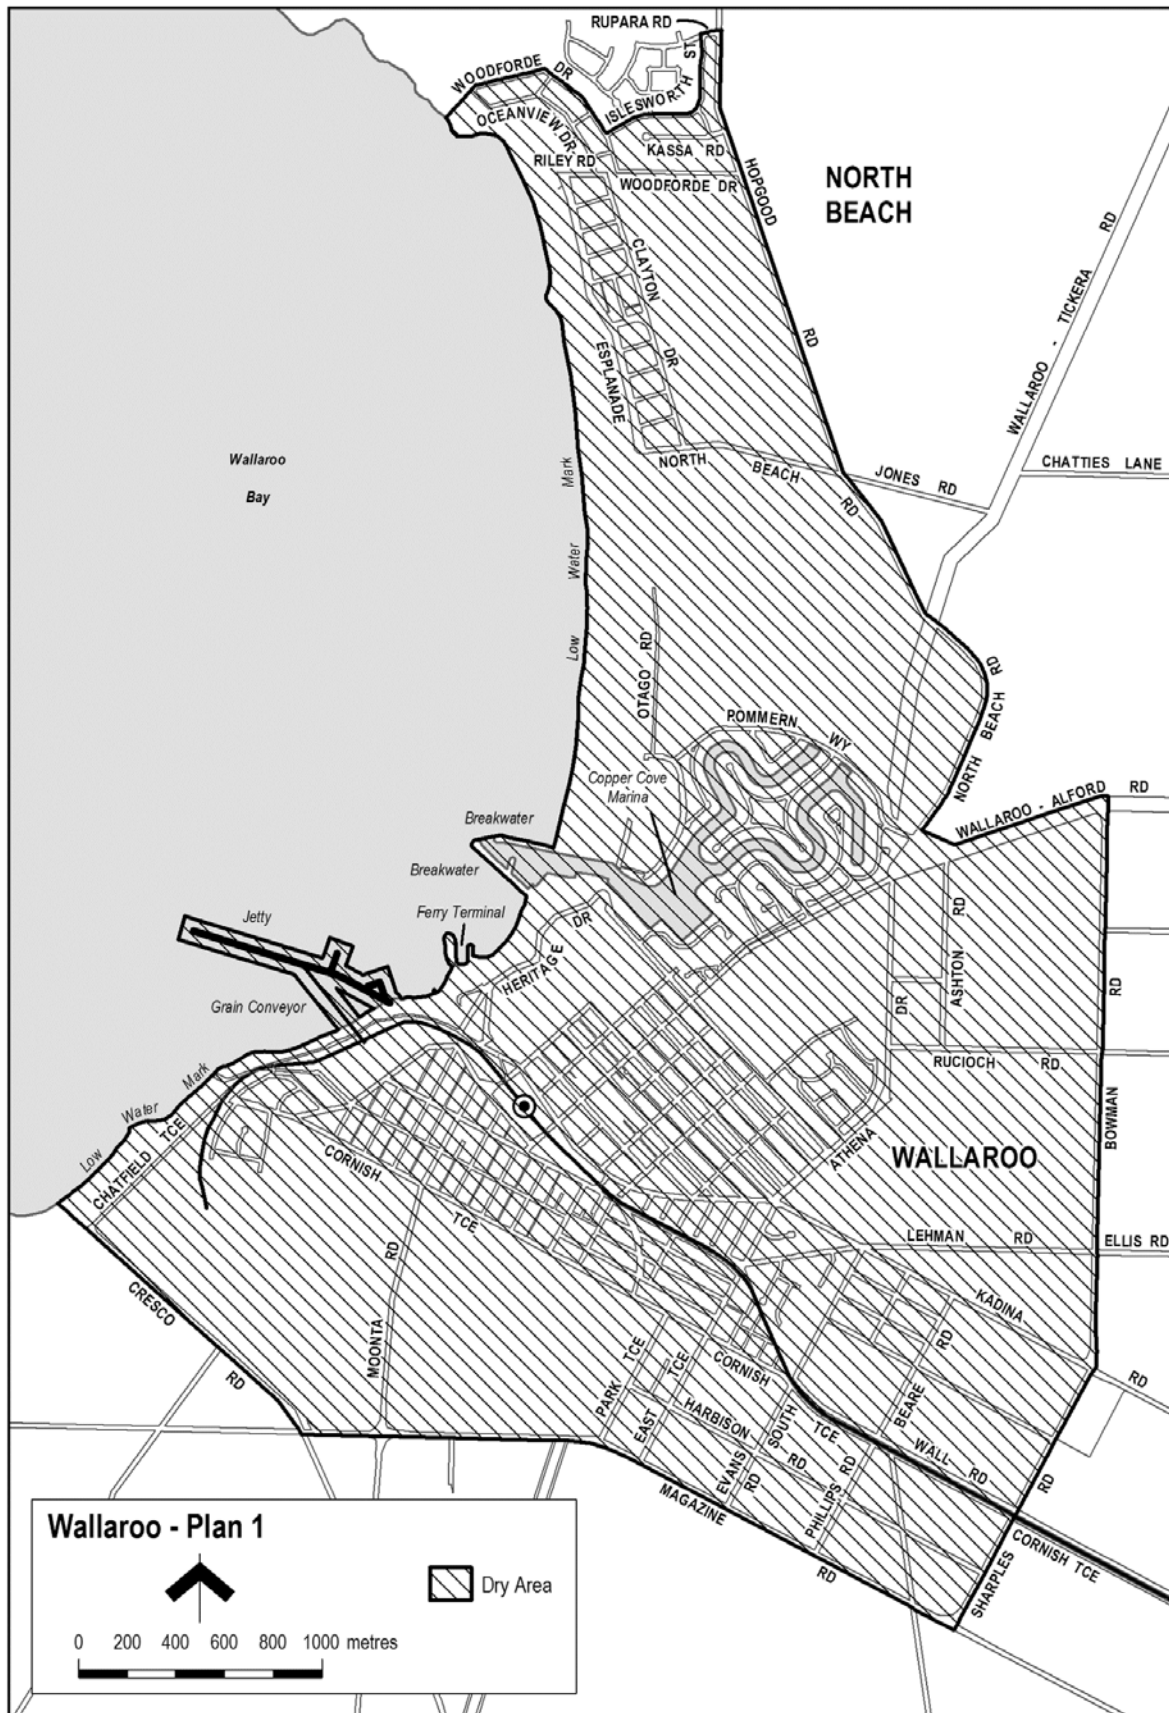 RUPARA RD
WOODFORDE DR
ISLESWORTH ST
OCEANVIEW DR
KASSA RD
RILEY RD
WOODFORDE DR
HOPGOOD RD
NORTH
BEACH
CLAYTON DR
ESPLANADE
WALLAROO - TICKERA RD
Wallaroo
Bay
Low Water Mark
NORTH BEACH RD
JONES RD
CHATTIES LANE
OTAGO RD
NORTH BEACH RD
POMMERN WY
Copper Cove
Marina
WALLAROO - ALFORD RD
Breakwater
Breakwater
Ferry Terminal
Jetty
HERITAGE DR
ASHTON RD
Grain Conveyor
DR
RUCIOCH RD
BOWMAN RD
Low Water Mark
CHATFIELD TCE
CORNISH TCE
ATHENA
WALLAROO
LEHMAN RD
ELLIS RD
CRESCO RD
MOONTA RD
KADINA RD
PARK TCE
EAST TCE
CORNISH TCE
HARBISON RD
SOUTH
BEARE RD
WALL RD
EVANS RD
PHILLIPS RD
MAGAZINE RD
SHARPLES RD
CORNISH TCE
Wallaroo - Plan 1
Dry Area
0 200 400 600 800 1000 metres